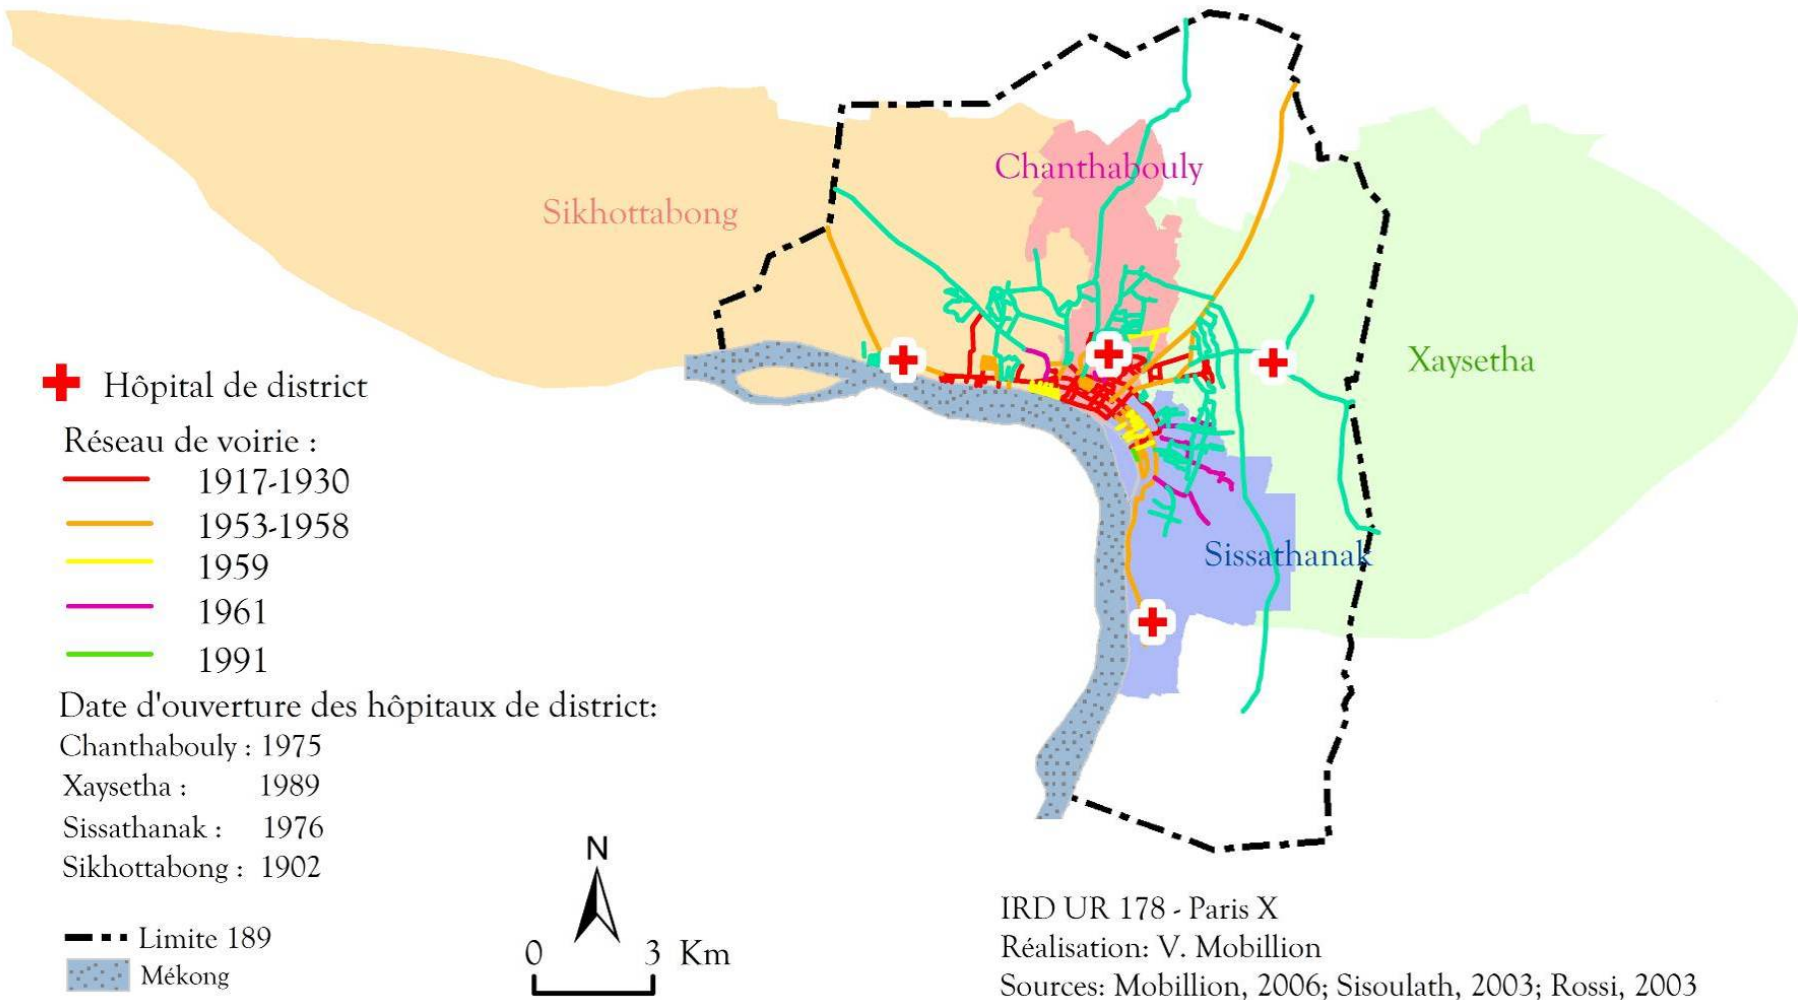 Chanthabouly
Sikhottabong
Xaysetha
Sissathanak
Hôpital de district
Réseau de voirie :
1917-1930
1953-1958
1959
1961
1991
Date d'ouverture des hôpitaux de district:
Chanthabouly : 1975
Xaysetha : 1989
Sissathanak : 1976
Sikhottabong : 1902
Limite 189
Mékong
N
0 3 Km
IRD UR 178 - Paris X
Réalisation: V. Mobillion
Sources: Mobillion, 2006; Sisoulath, 2003; Rossi, 2003